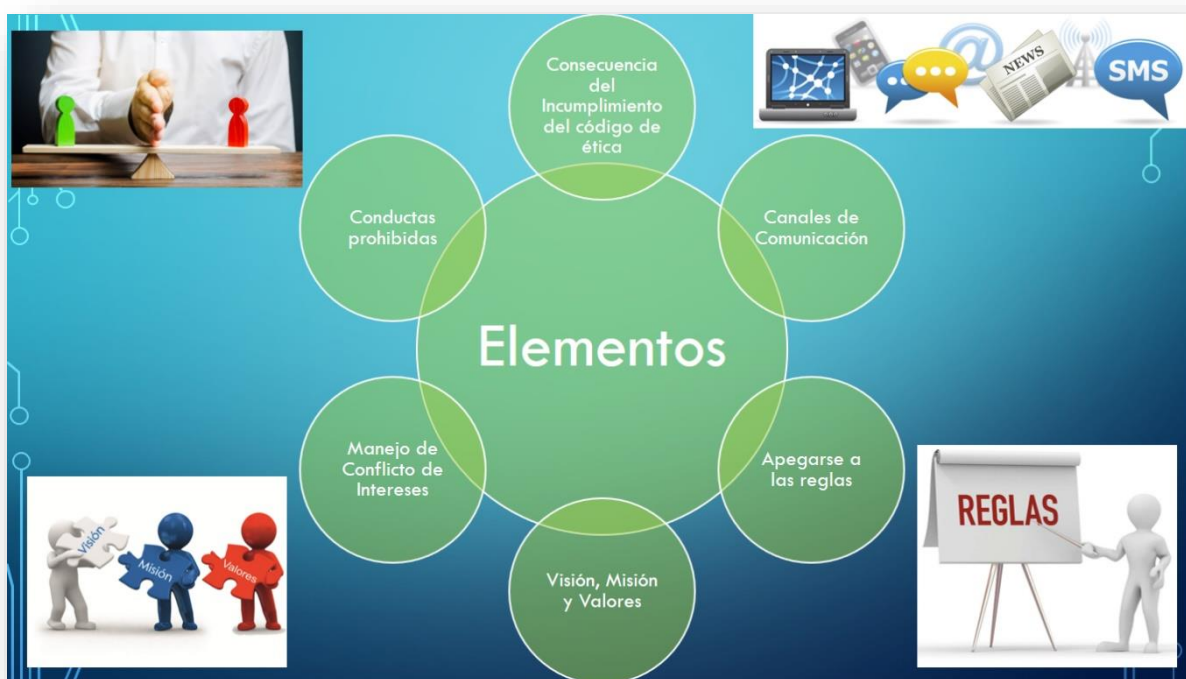 Consecuencia
del
Incumplimiento
del código de
ética
NEWS
@
SMS
Conductas
prohibidas
Canales de
Comunicación
Elementos
Manejo de
Conflicto de
Intereses
Apegarse a
las reglas
REGLAS
Visión
Misión
Valores
Visión, Misión
y Valores